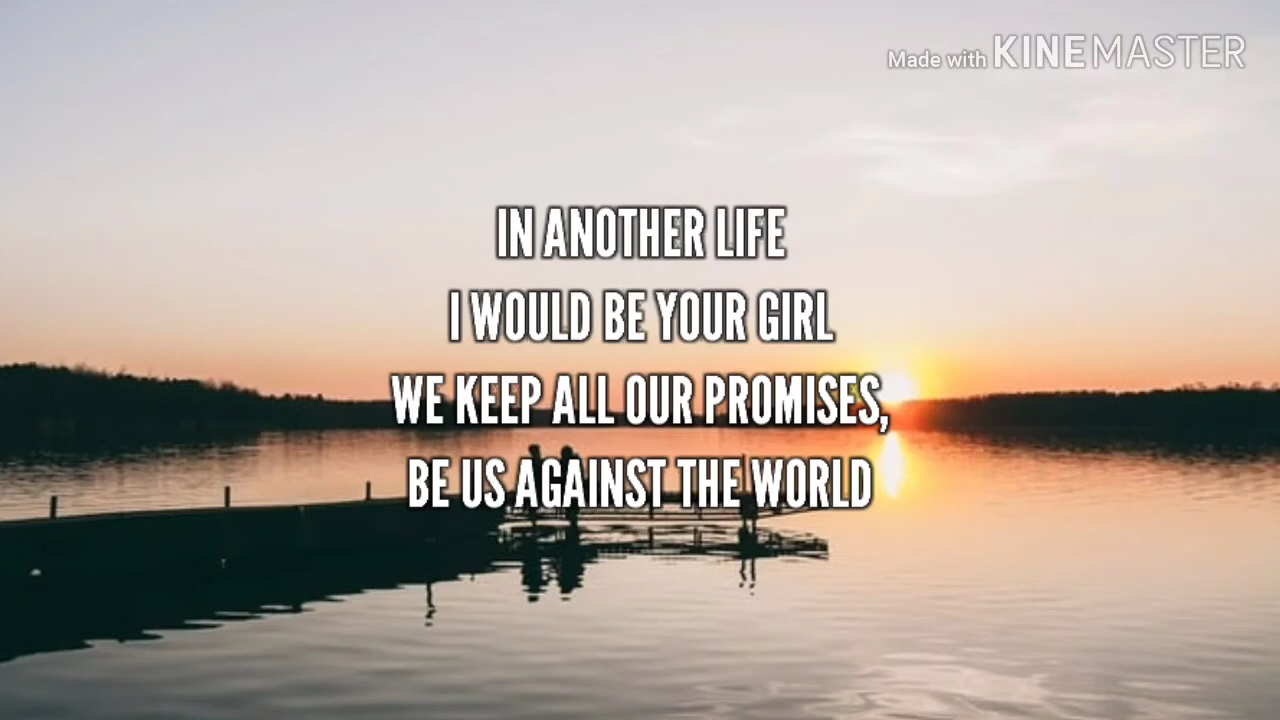 Made with KINEMASTER
IN ANOTHER LIFE
I WOULD BE YOUR GIRL
WE KEEP ALL OUR PROMISES,
BE US AGAINST THE WORLD